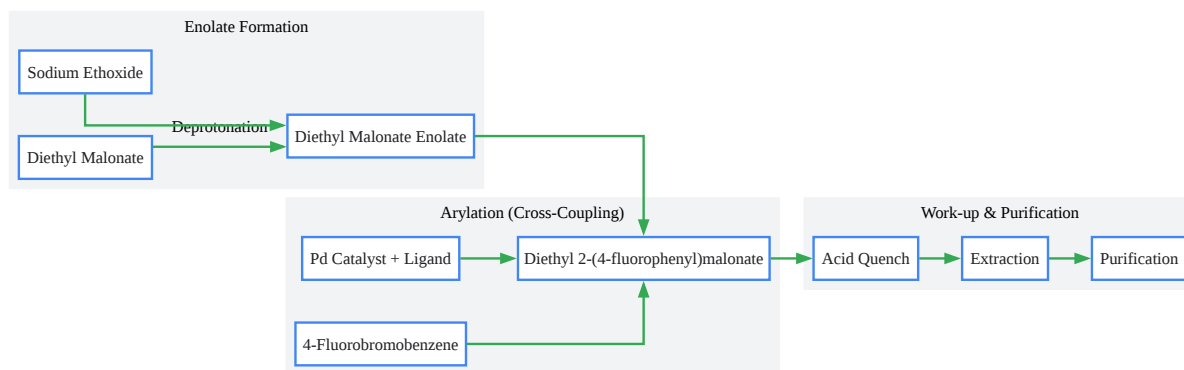 Enolate Formation
Sodium Ethoxide
Deprotonation
Diethyl Malonate Enolate
Diethyl Malonate
Arylation (Cross-Coupling)
Work-up & Purification
Pd Catalyst + Ligand
Diethyl 2-(4-fluorophenyl)malonate
Acid Quench
Extraction
Purification
4-Fluorobromobenzene